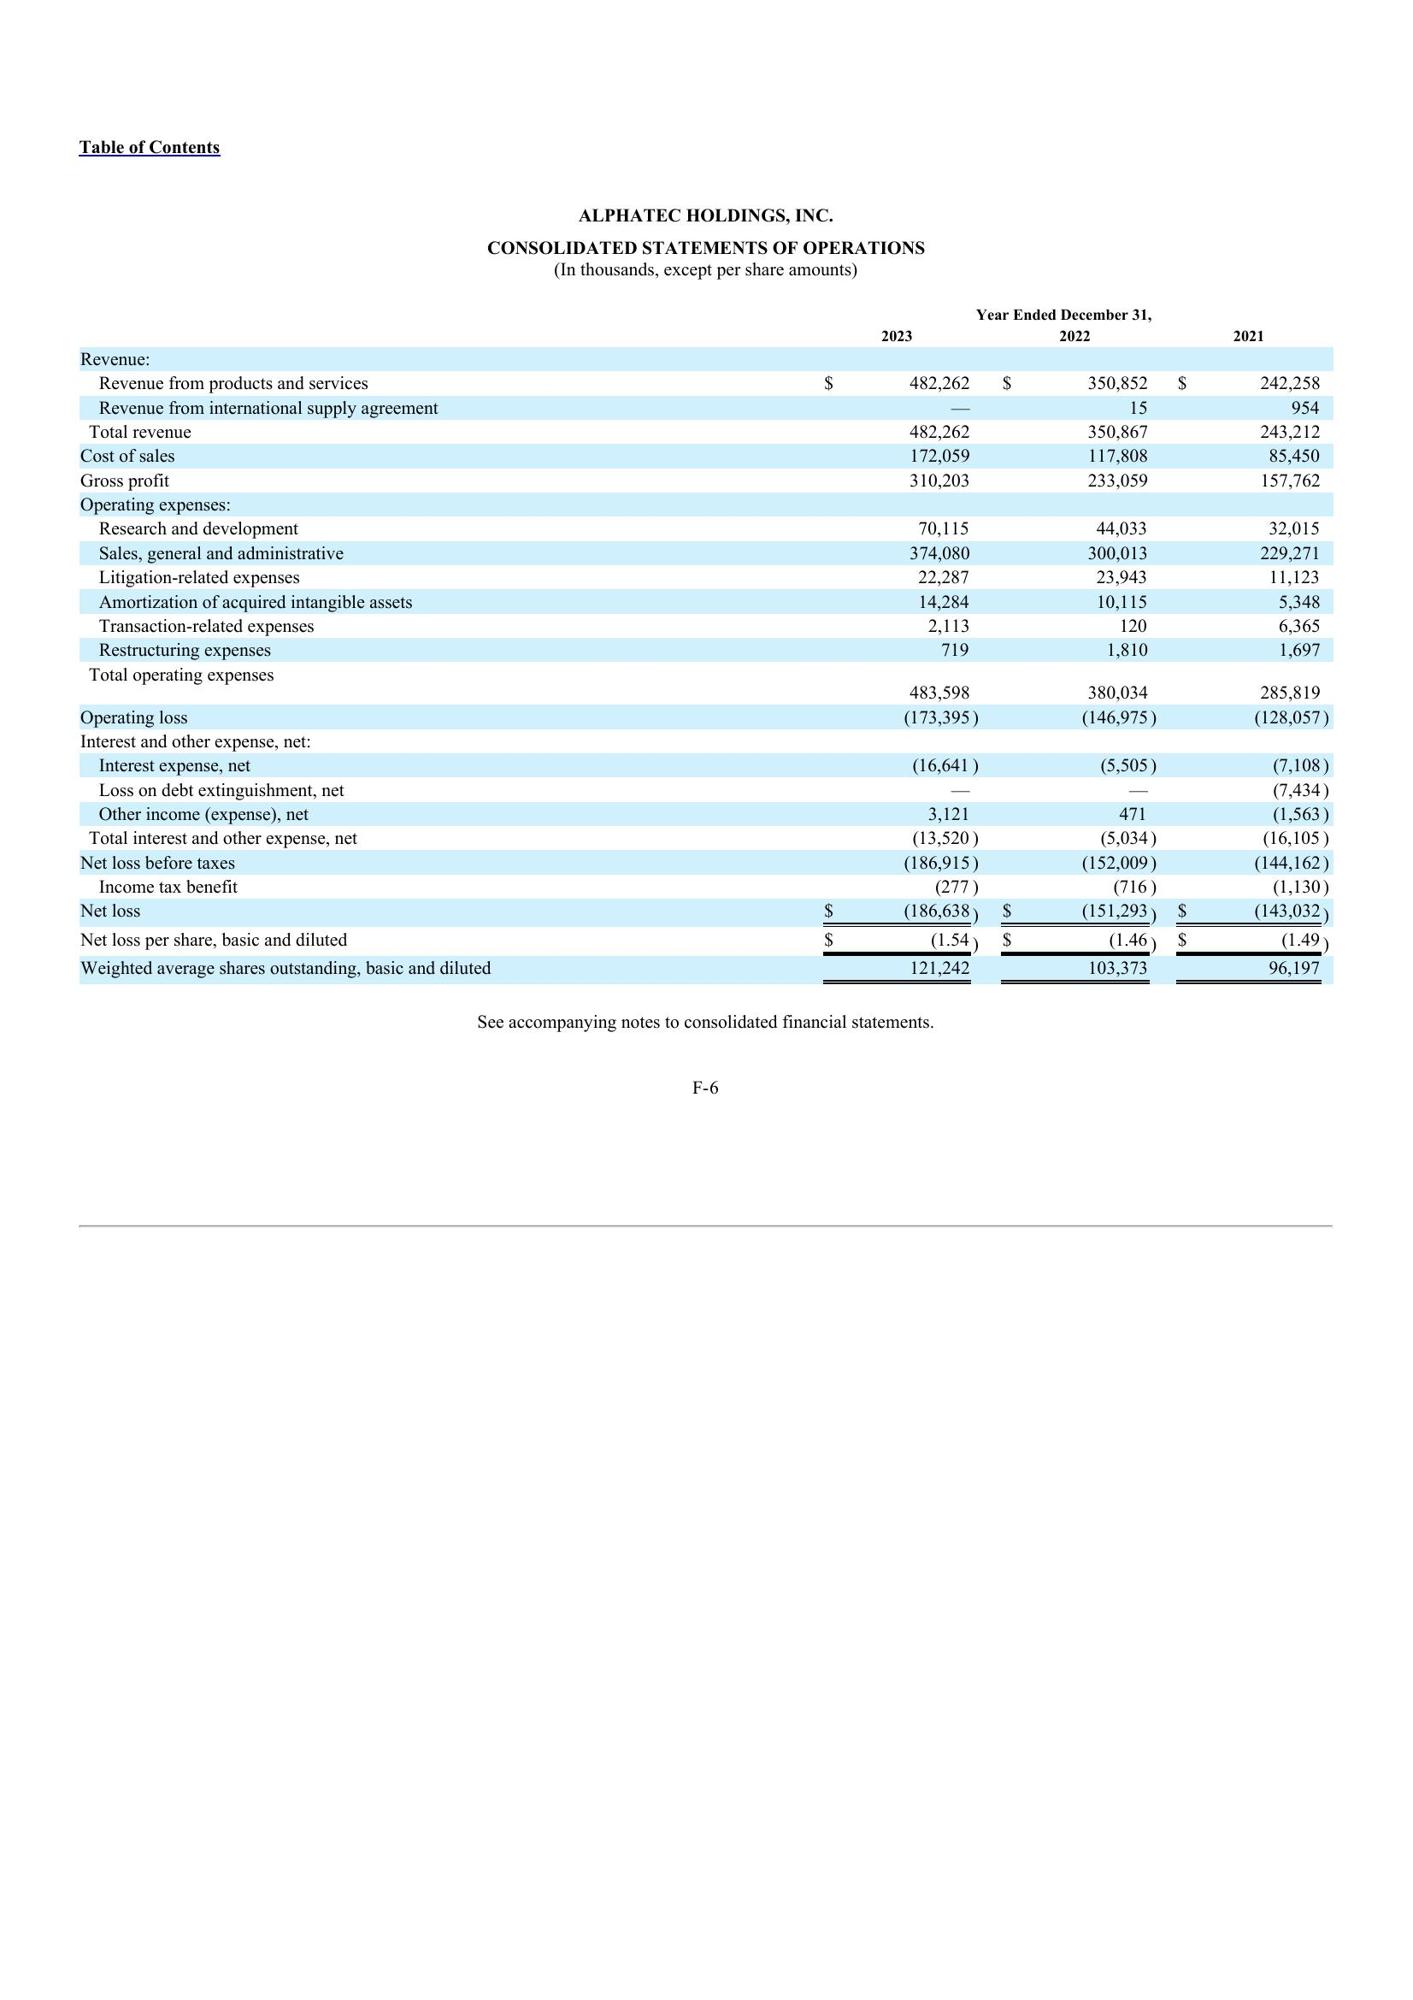 Table of Contents
ALPHATEC HOLDINGS, INC.
CONSOLIDATED STATEMENTS OF OPERATIONS
(In thousands, except per share amounts)
Year Ended December 31,
2023 2022 2021
Revenue:
Revenue from products and services $ 482,262 $ 350,852 $ 242,258
Revenue from international supply agreement — 15 954
Total revenue 482,262 350,867 243,212
Cost of sales 172,059 117,808 85,450
Gross profit 310,203 233,059 157,762
Operating expenses:
Research and development 70,115 44,033 32,015
Sales, general and administrative 374,080 300,013 229,271
Litigation-related expenses 22,287 23,943 11,123
Amortization of acquired intangible assets 14,284 10,115 5,348
Transaction-related expenses 2,113 120 6,365
Restructuring expenses 719 1,810 1,697
Total operating expenses
483,598 380,034 285,819
Operating loss (173,395) (146,975) (128,057)
Interest and other expense, net:
Interest expense, net (16,641) (5,505) (7,108)
Loss on debt extinguishment, net — — (7,434)
Other income (expense), net 3,121 471 (1,563)
Total interest and other expense, net (13,520) (5,034) (16,105)
Net loss before taxes (186,915) (152,009) (144,162)
Income tax benefit (277) (716) (1,130)
Net loss $ (186,638) $ (151,293) $ (143,032)
Net loss per share, basic and diluted $ (1.54) $ (1.46) $ (1.49)
Weighted average shares outstanding, basic and diluted 121,242 103,373 96,197
See accompanying notes to consolidated financial statements.
F-6